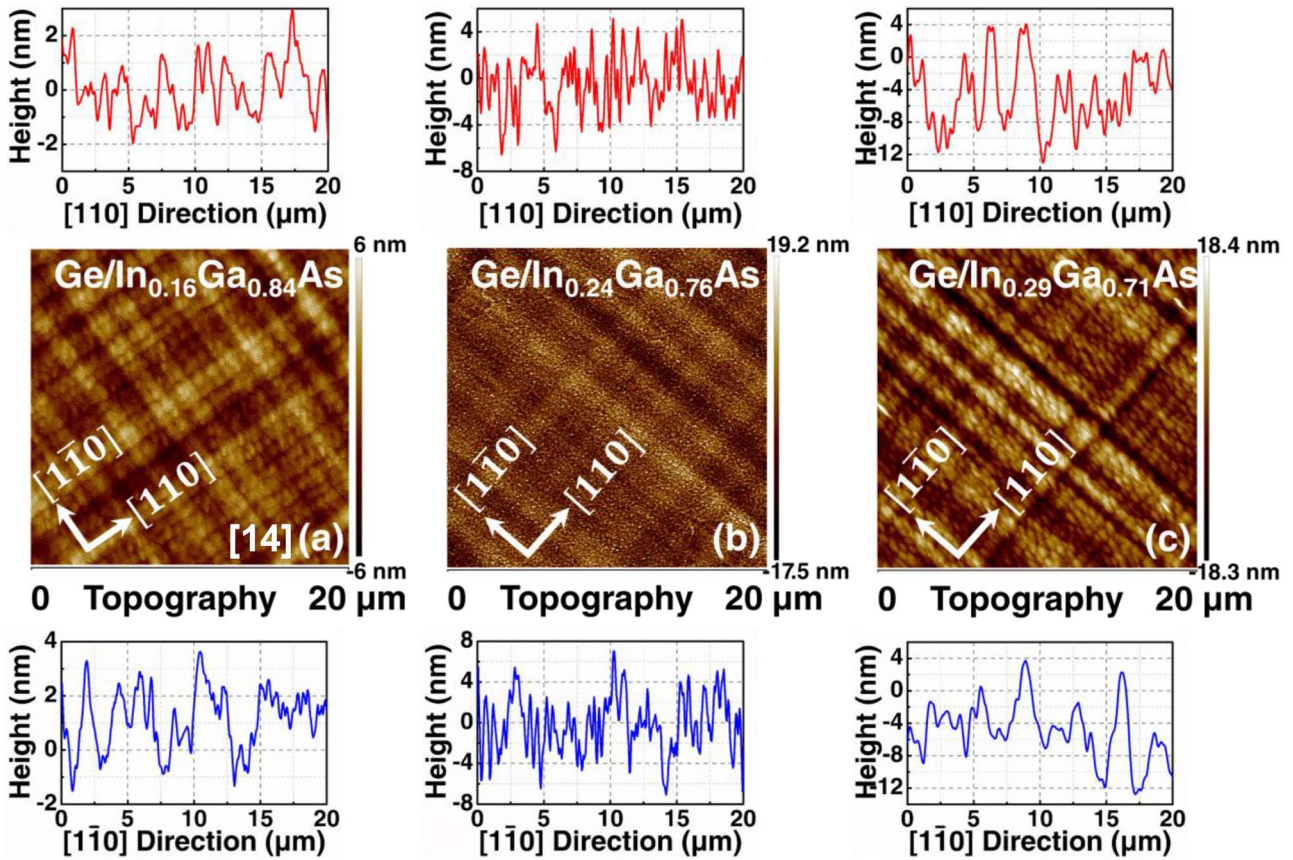 Height (nm)
2
0
-2
0 5 10 15 20
[110] Direction (µm)
Height (nm)
4
0
-4
-8
0 5 10 15 20
[110] Direction (µm)
Height (nm)
4
0
-4
-8
-12
0 5 10 15 20
[110] Direction (µm)
6 nm
Ge/In0.16Ga0.84As
[11̄0]
[110]
[14] (a)
-6 nm
0 Topography 20 µm
19.2 nm
Ge/In0.24Ga0.76As
[11̄0]
[110]
(b)
-17.5 nm
0 Topography 20 µm
18.4 nm
Ge/In0.29Ga0.71As
[11̄0]
[110]
(c)
-18.3 nm
0 Topography 20 µm
Height (nm)
4
2
0
-2
0 5 10 15 20
[11̄0] Direction (µm)
Height (nm)
8
4
0
-4
-8
0 5 10 15 20
[11̄0] Direction (µm)
Height (nm)
4
0
-4
-8
-12
0 5 10 15 20
[11̄0] Direction (µm)